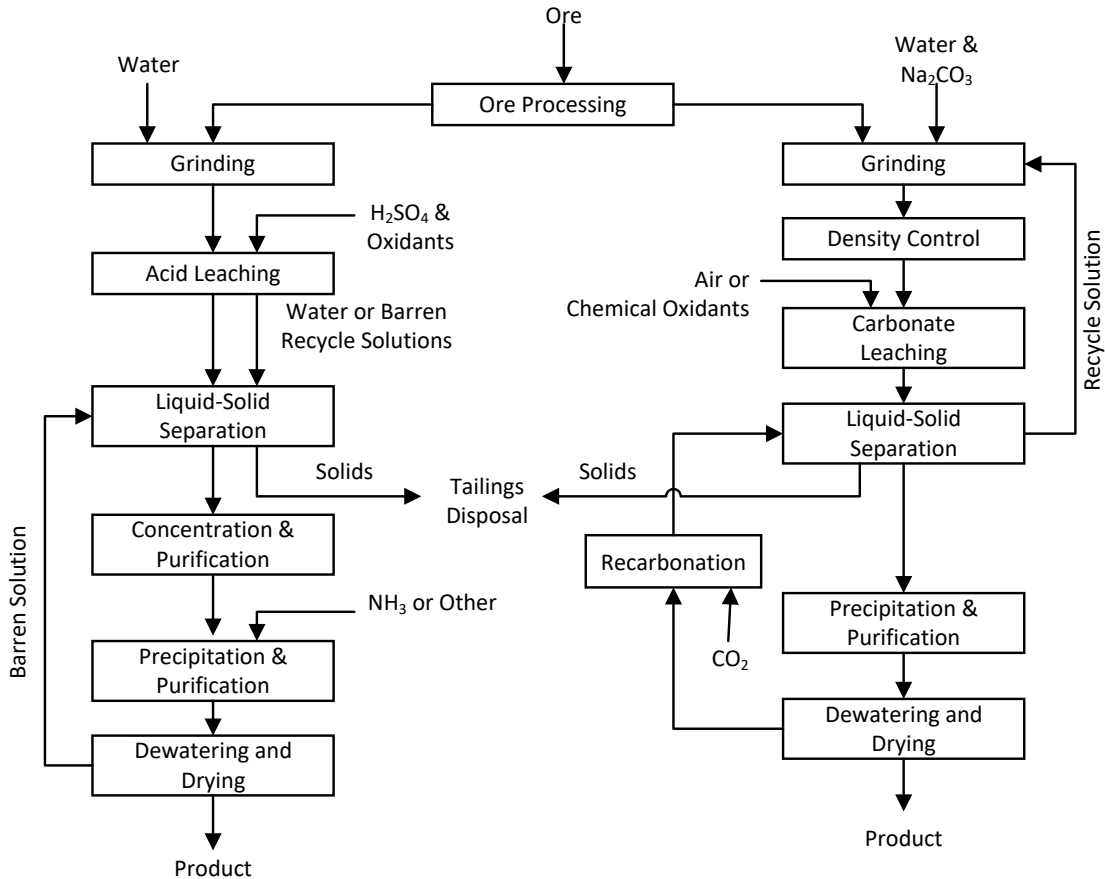 Ore
Water
Water &
Na₂CO₃
Ore Processing
Grinding
Grinding
H₂SO₄ &
Oxidants
Density Control
Acid Leaching
Air or
Chemical Oxidants
Water or Barren
Recycle Solutions
Carbonate
Leaching
Recycle Solution
Liquid-Solid
Separation
Liquid-Solid
Separation
Solids
Tailings
Disposal
Solids
Concentration &
Purification
Recarbonation
Barren Solution
NH₃ or Other
CO₂
Precipitation &
Purification
Precipitation &
Purification
Dewatering and
Drying
Dewatering and
Drying
Product
Product